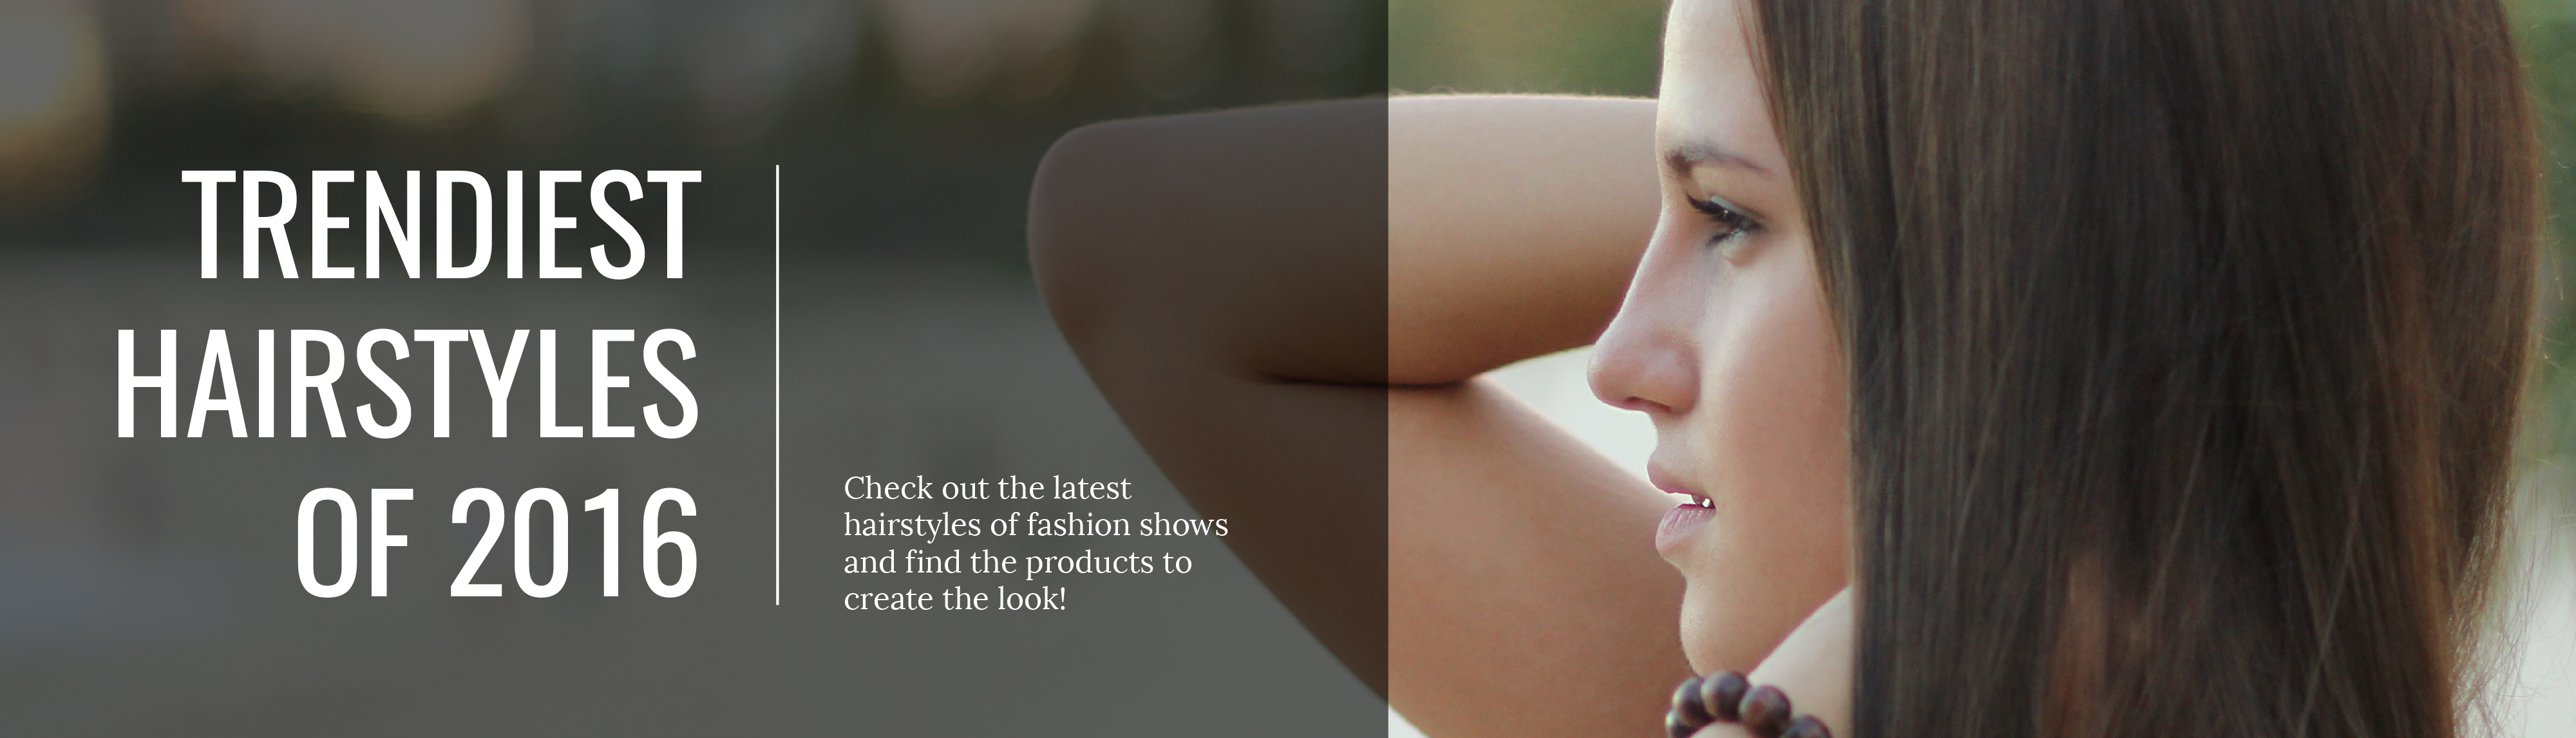 TRENDIEST
HAIRSTYLES
OF 2016
Check out the latest
hairstyles of fashion shows
and find the products to
create the look!